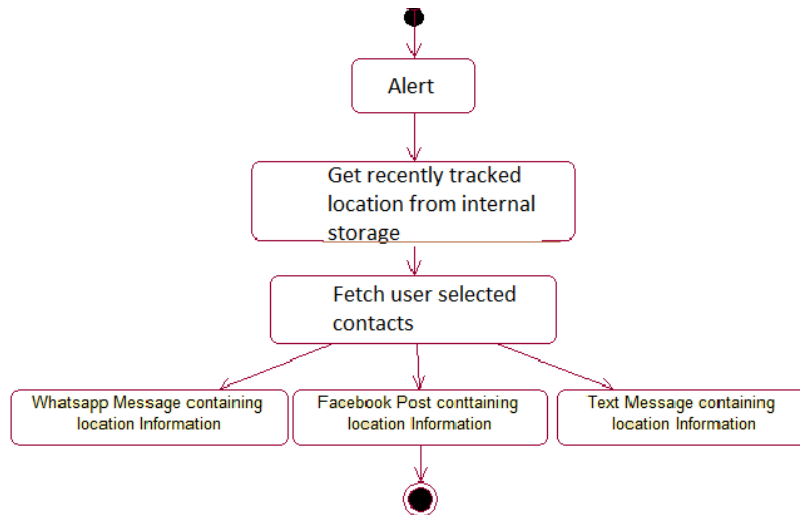 Alert
Get recently tracked
location from internal
storage
Fetch user selected
contacts
Whatsapp Message containing
location Information
Facebook Post conttaining
location Information
Text Message containing
location Information